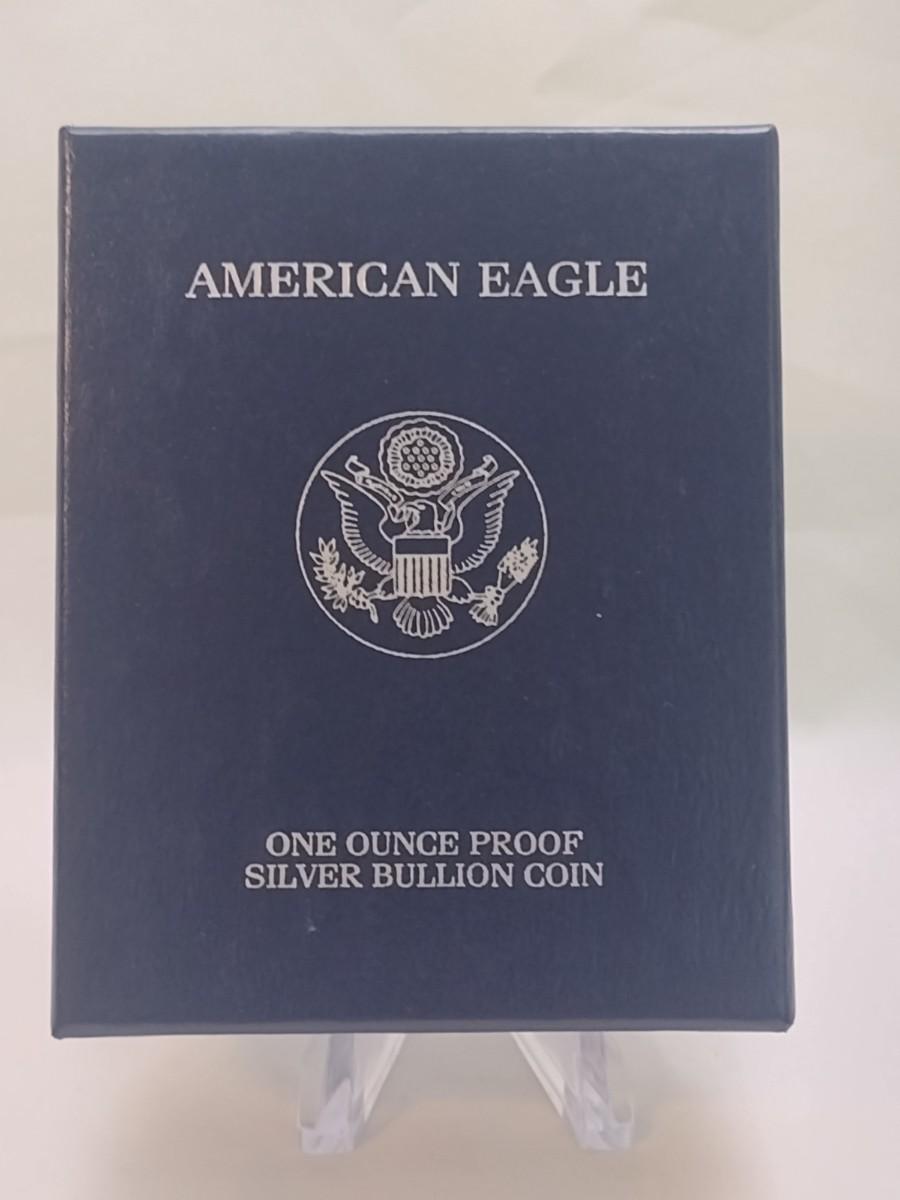 AMERICAN EAGLE
ONE OUNCE PROOF
SILVER BULLION COIN